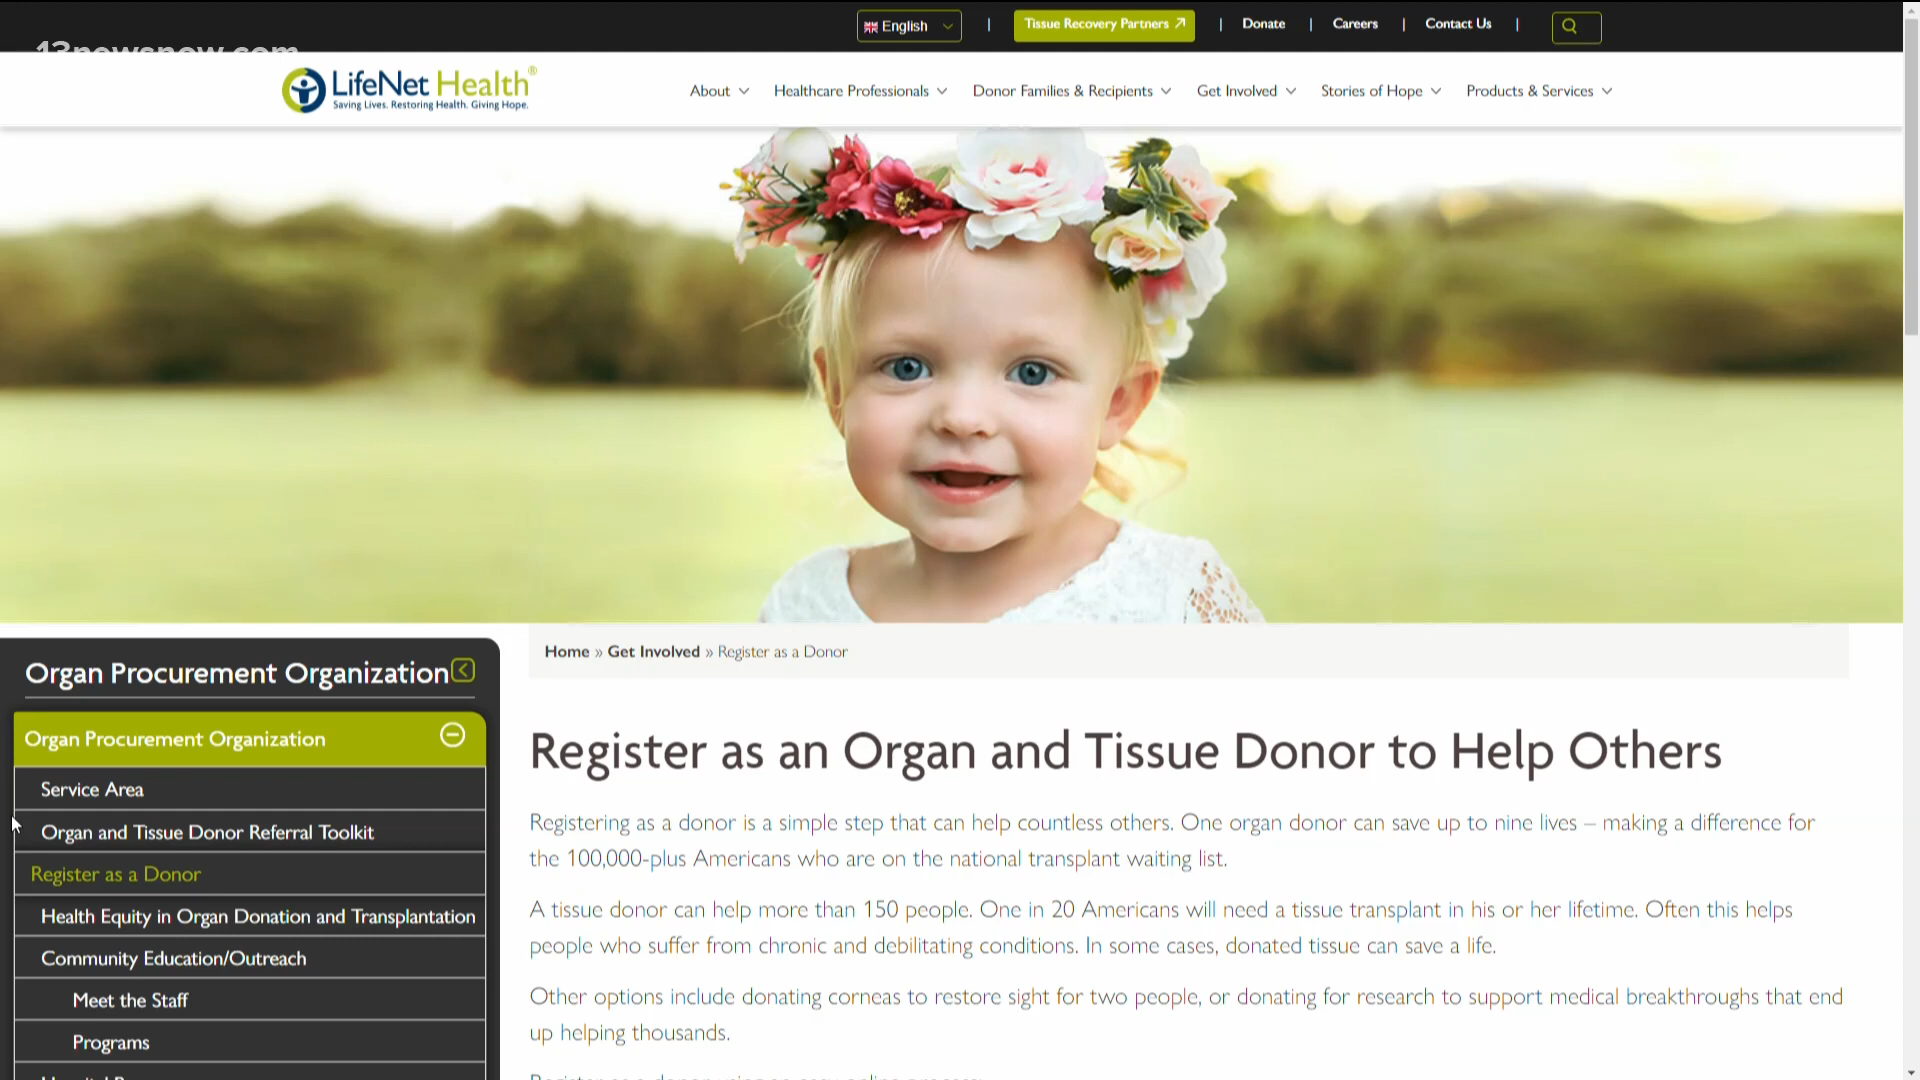 English
|
Tissue Recovery Partners
|
Donate
|
Careers
|
Contact Us
|
13newsnow.com
LifeNet Health®
Saving Lives. Restoring Health. Giving Hope.
About
Healthcare Professionals
Donor Families & Recipients
Get Involved
Stories of Hope
Products & Services
Organ Procurement Organization
Organ Procurement Organization
Service Area
Organ and Tissue Donor Referral Toolkit
Register as a Donor
Health Equity in Organ Donation and Transplantation
Community Education/Outreach
Meet the Staff
Programs
Home » Get Involved » Register as a Donor
Register as an Organ and Tissue Donor to Help Others
Registering as a donor is a simple step that can help countless others. One organ donor can save up to nine lives – making a difference for
the 100,000-plus Americans who are on the national transplant waiting list.
A tissue donor can help more than 150 people. One in 20 Americans will need a tissue transplant in his or her lifetime. Often this helps
people who suffer from chronic and debilitating conditions. In some cases, donated tissue can save a life.
Other options include donating corneas to restore sight for two people, or donating for research to support medical breakthroughs that end
up helping thousands.